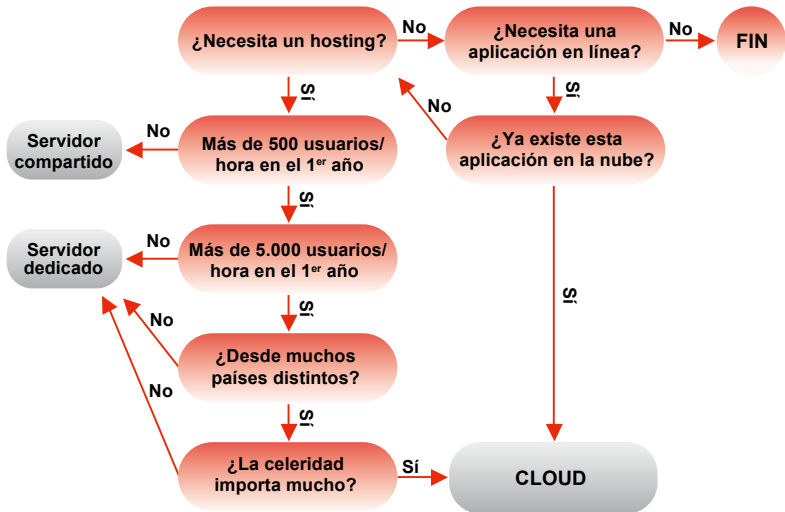 ¿Necesita un hosting?
No
¿Necesita una
aplicación en línea?
No
FIN
Sí
Sí
No
Servidor
compartido
No
Más de 500 usuarios/
hora en el 1er año
¿Ya existe esta
aplicación en la nube?
Sí
Servidor
dedicado
No
Más de 5.000 usuarios/
hora en el 1er año
Sí
Sí
No
¿Desde muchos
países distintos?
No
Sí
¿La celeridad
importa mucho?
Sí
CLOUD